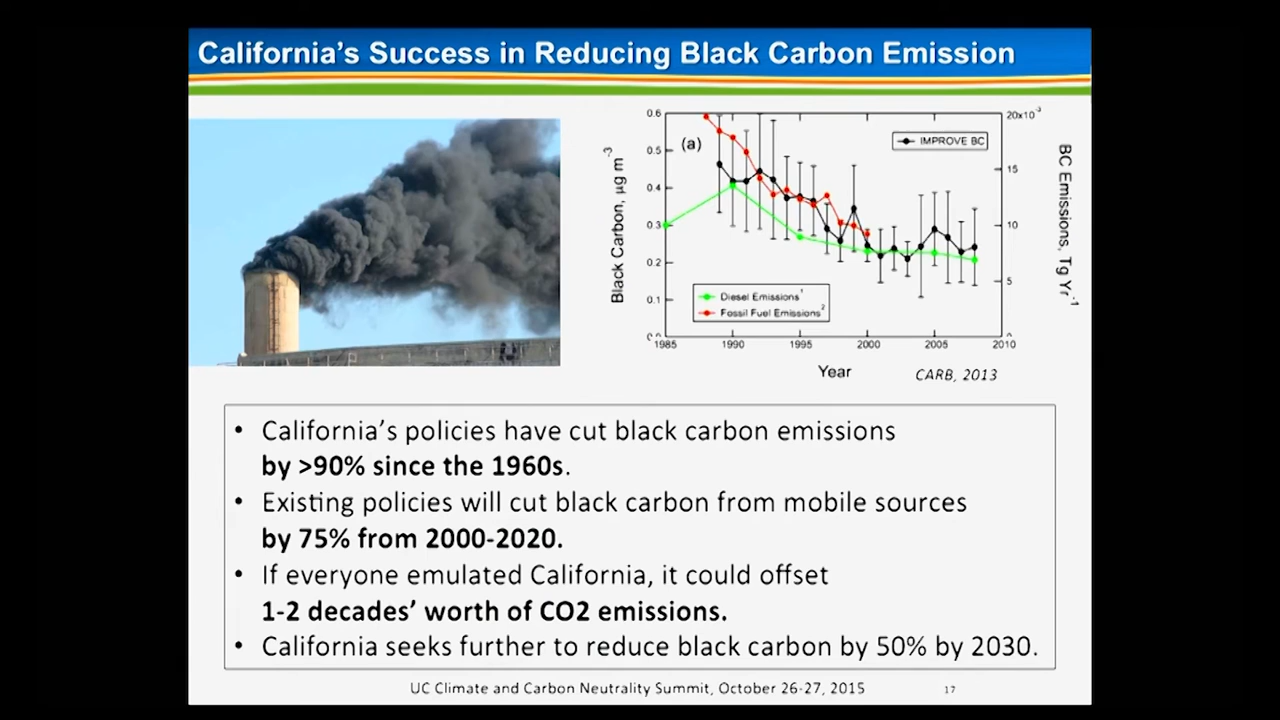 California's Success in Reducing Black Carbon Emission
0.6
0.5
0.4
0.3
0.2
0.1
Black Carbon, µg m-3
(a)
IMPROVE BC
20x10-3
15
10
5
BC Emissions, Tg Yr-1
Diesel Emissions1
Fossil Fuel Emissions2
1985 1990 1995 2000 2005 2010
Year
CARB, 2013
• California's policies have cut black carbon emissions
by >90% since the 1960s.
• Existing policies will cut black carbon from mobile sources
by 75% from 2000-2020.
• If everyone emulated California, it could offset
1-2 decades' worth of CO2 emissions.
• California seeks further to reduce black carbon by 50% by 2030.
UC Climate and Carbon Neutrality Summit, October 26-27, 2015
17